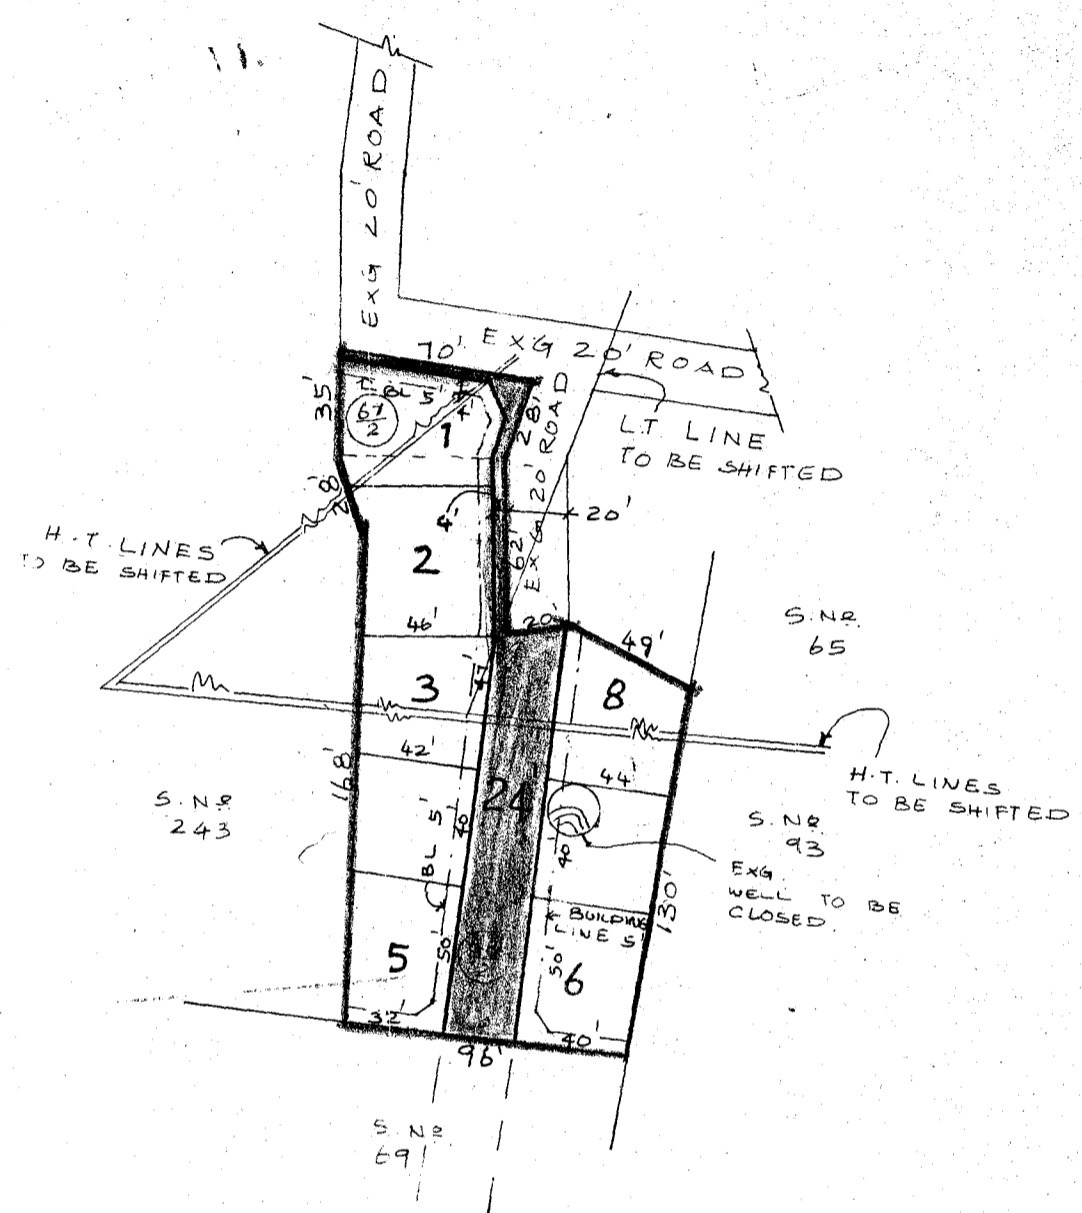 11.
EXG 20' ROAD
70'
EXG 20' ROAD
35'
BL 5'
4'
67
2
1
28'
EXG 20' ROAD
L.T. LINE
TO BE SHIFTED
28'
4'
20'
H.T. LINES
TO BE SHIFTED
2
62'
46'
20'
49'
S.No
65
3
47'
8
42'
44'
168'
24'
H.T. LINES
TO BE SHIFTED
S.No
243
BL 5'
40'
40'
S.No
93
EXG
WELL TO BE
CLOSED
130'
BUILDING
LINE 5'
5
50'
50'
6
32'
40'
96'
S.No
69